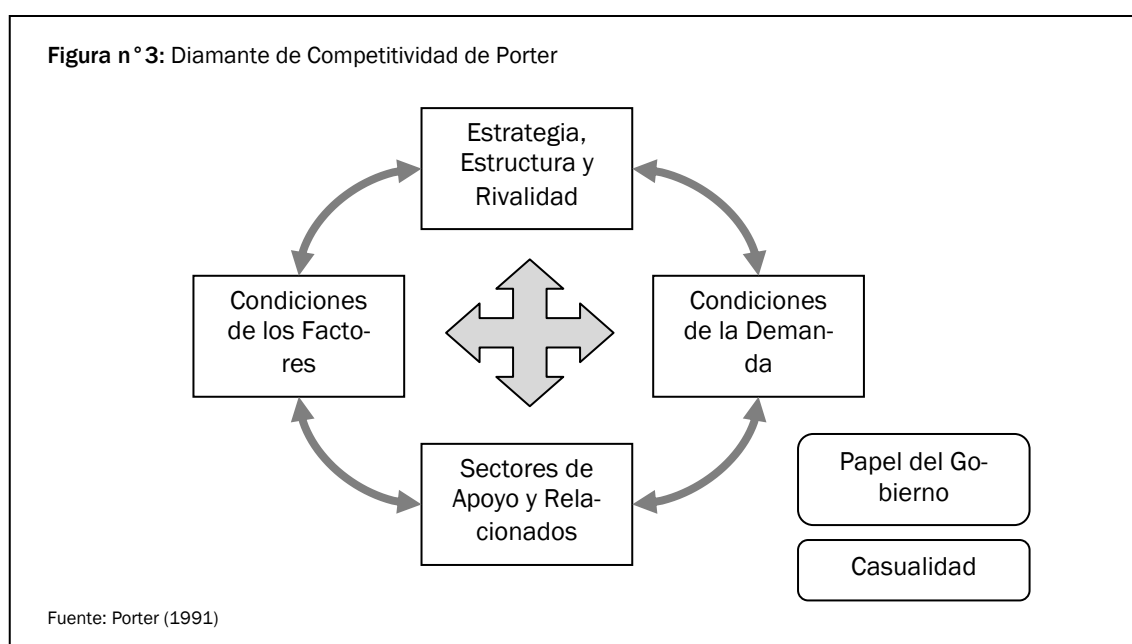 Figura n°3: Diamante de Competitividad de Porter
Estrategia,
Estructura y
Rivalidad
Condiciones
de los Facto-
res
Condiciones
de la Deman-
da
Sectores de
Apoyo y Rela-
cionados
Papel del Go-
bierno
Casualidad
Fuente: Porter (1991)